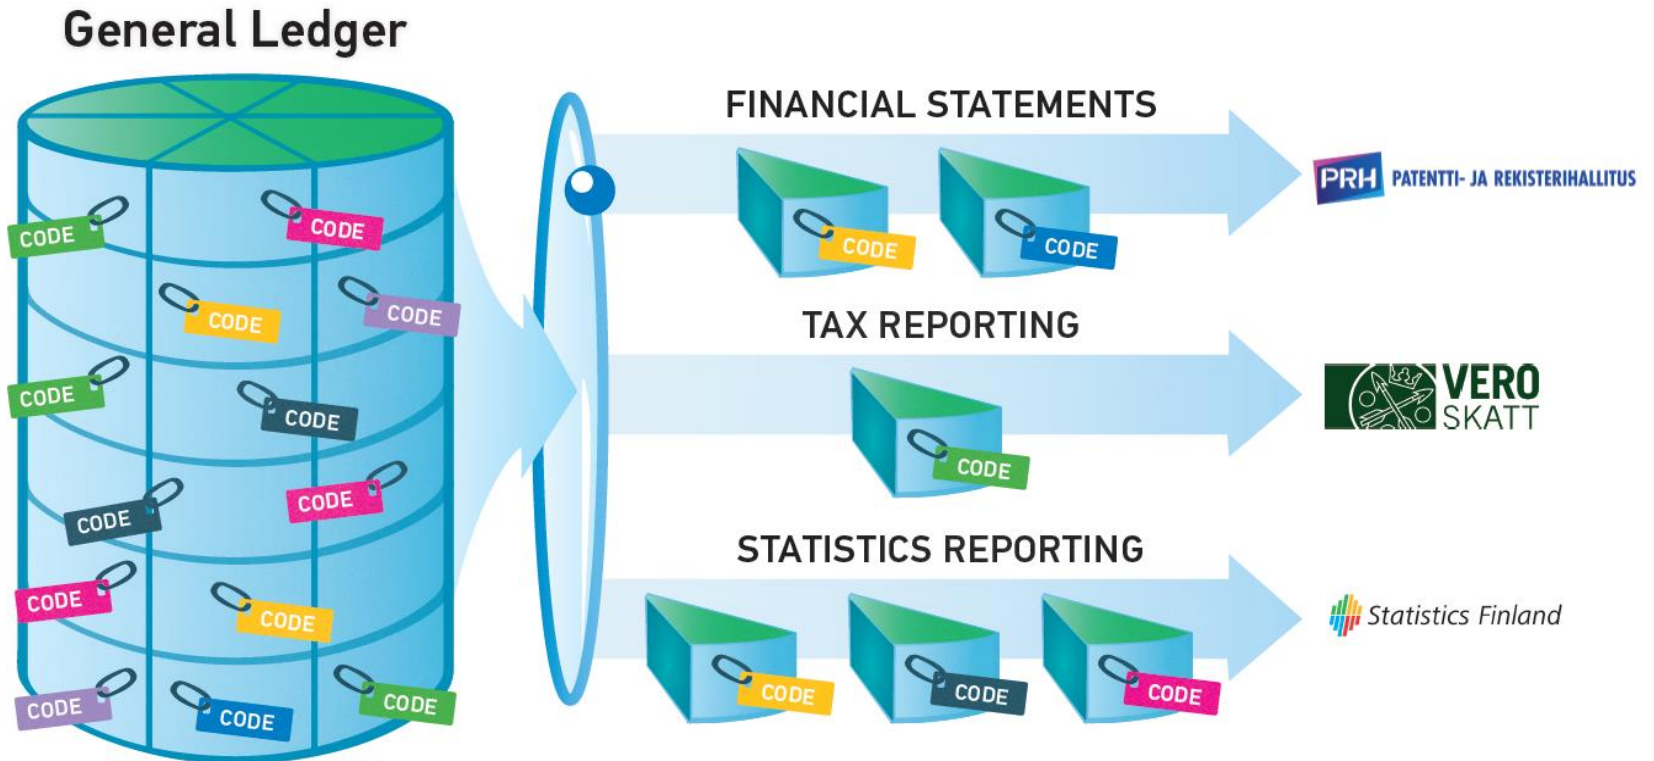 General Ledger
CODE
CODE
CODE
CODE
CODE
CODE
CODE
CODE
CODE
CODE
CODE
CODE
CODE
FINANCIAL STATEMENTS
CODE
CODE
PRH PATENTTI- JA REKISTERIHALLITUS
TAX REPORTING
CODE
VERO
SKATT
STATISTICS REPORTING
CODE
CODE
CODE
Statistics Finland